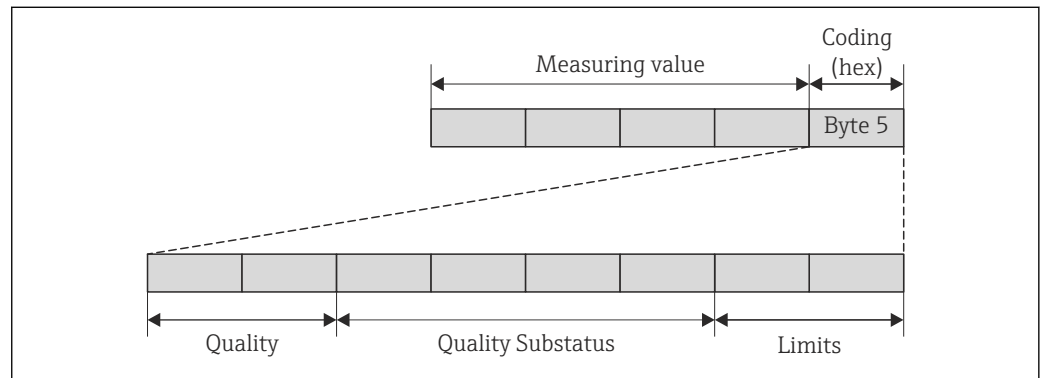 Coding
(hex)
Measuring value
Byte 5
Quality
Quality Substatus
Limits